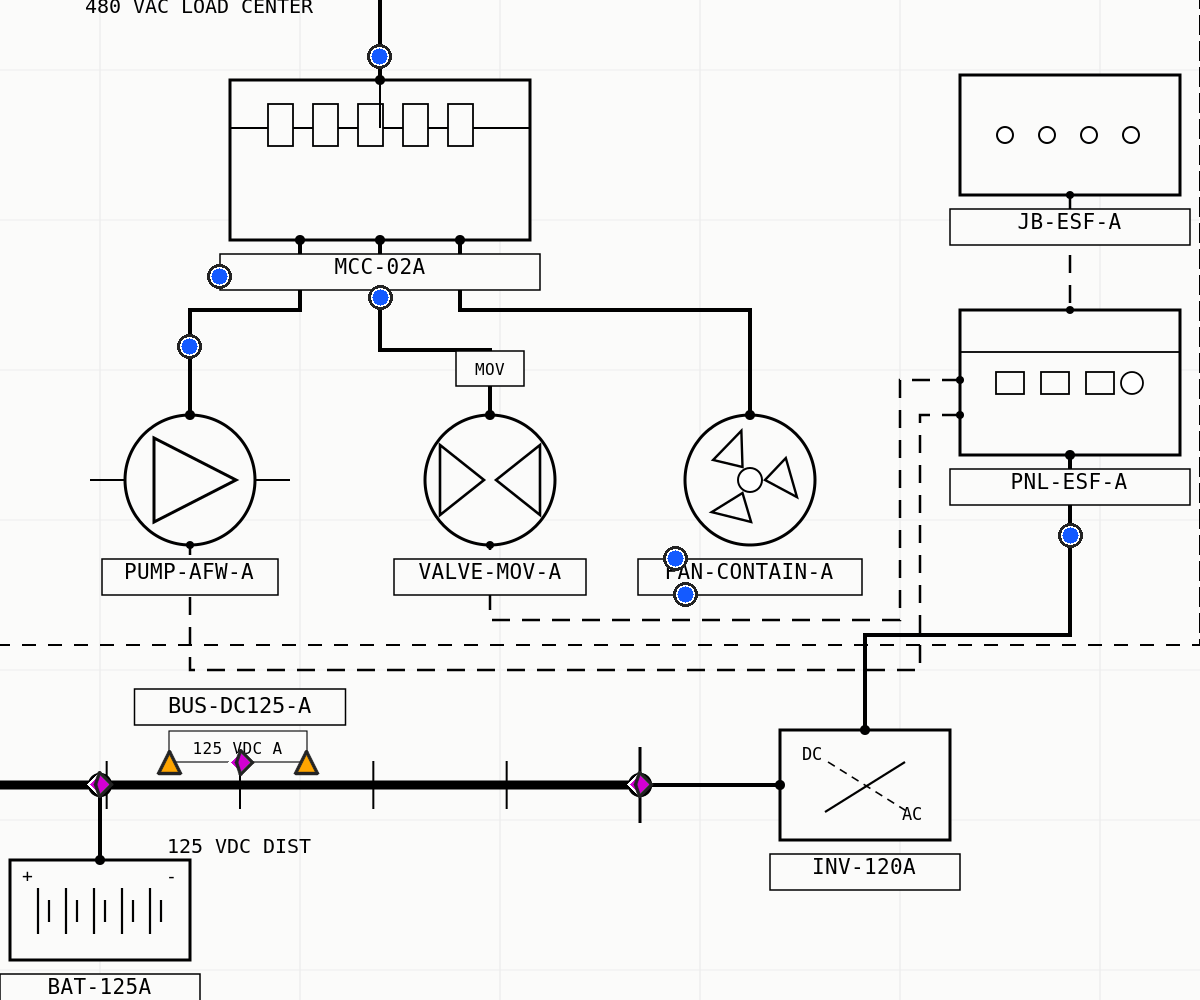 480 VAC LOAD CENTER
JB-ESF-A
MCC-02A
MOV
PNL-ESF-A
PUMP-AFW-A
VALVE-MOV-A
FAN-CONTAIN-A
BUS-DC125-A
125 VDC A
DC
AC
125 VDC DIST
INV-120A
+ -
BAT-125A